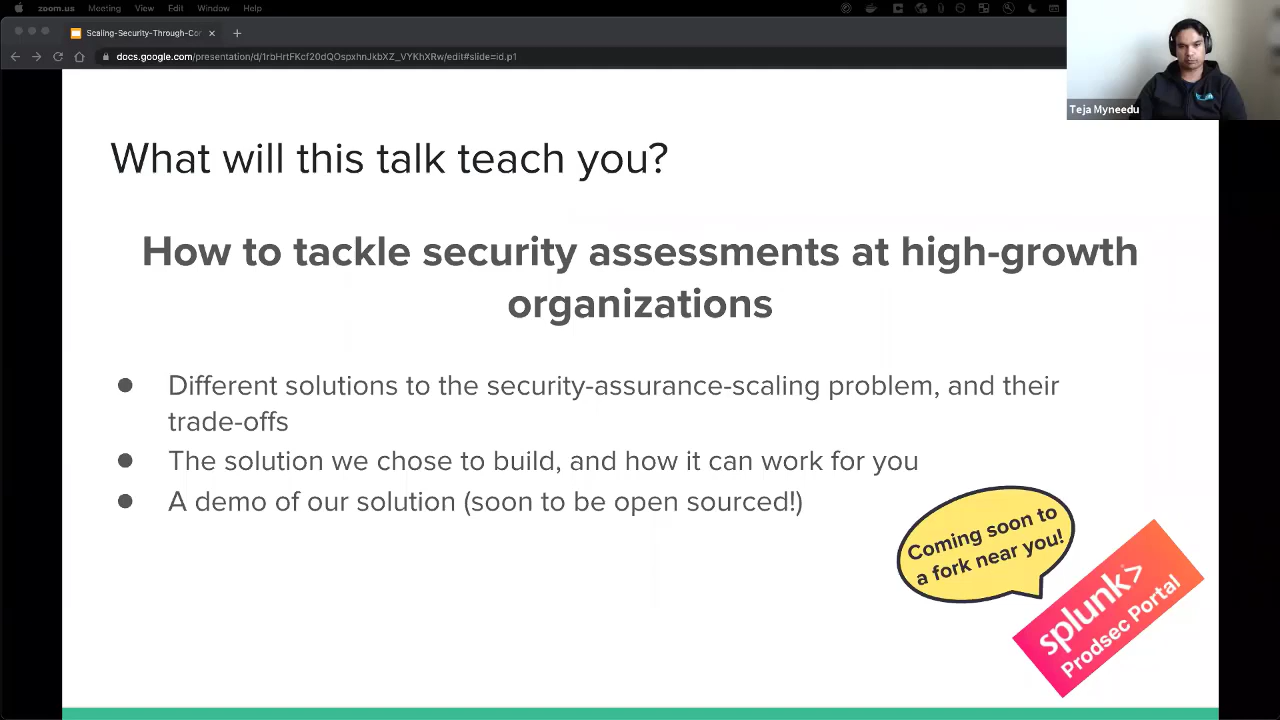 zoom.us Meeting View Edit Window Help
Scaling-Security-Through-Cor
docs.google.com/presentation/d/1rbHrtFKcf20dQOspxhnJkbXZ_VYKhXRw/edit#slide=id.p1
Teja Myneedu
What will this talk teach you?
How to tackle security assessments at high-growth
organizations
● Different solutions to the security-assurance-scaling problem, and their
trade-offs
● The solution we chose to build, and how it can work for you
● A demo of our solution (soon to be open sourced!)
Coming soon to
a fork near you!
splunk>
Prodsec Portal